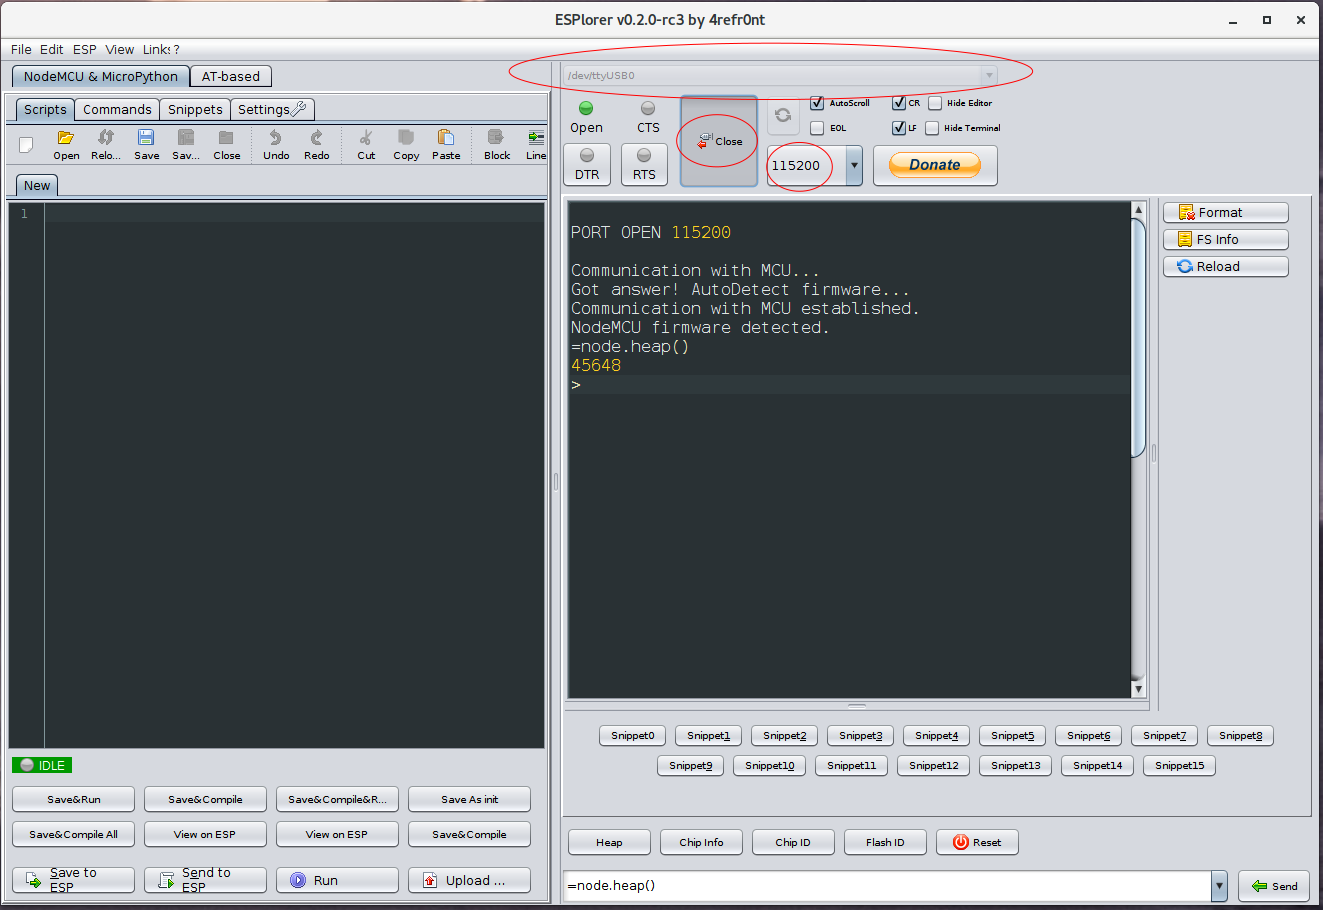 ESPlorer v0.2.0-rc3 by 4refr0nt
File Edit ESP View Links ?
NodeMCU & MicroPython AT-based
Scripts Commands Snippets Settings
Open Relo... Save Sav... Close Undo Redo Cut Copy Paste Block Line
New
1
IDLE
Save&Run Save&Compile Save&Compile&R... Save As init
Save&Compile All View on ESP View on ESP Save&Compile
Save to ESP Send to ESP Run Upload ...
/dev/ttyUSB0
Open CTS Close AutoScroll CR Hide Editor
EOL LF Hide Terminal
DTR RTS 115200 Donate
PORT OPEN 115200
Communication with MCU...
Got answer! AutoDetect firmware...
Communication with MCU established.
NodeMCU firmware detected.
=node.heap()
45648
>
Format
FS Info
Reload
Snippet0 Snippet1 Snippet2 Snippet3 Snippet4 Snippet5 Snippet6 Snippet7 Snippet8
Snippet9 Snippet10 Snippet11 Snippet12 Snippet13 Snippet14 Snippet15
Heap Chip Info Chip ID Flash ID Reset
=node.heap() Send